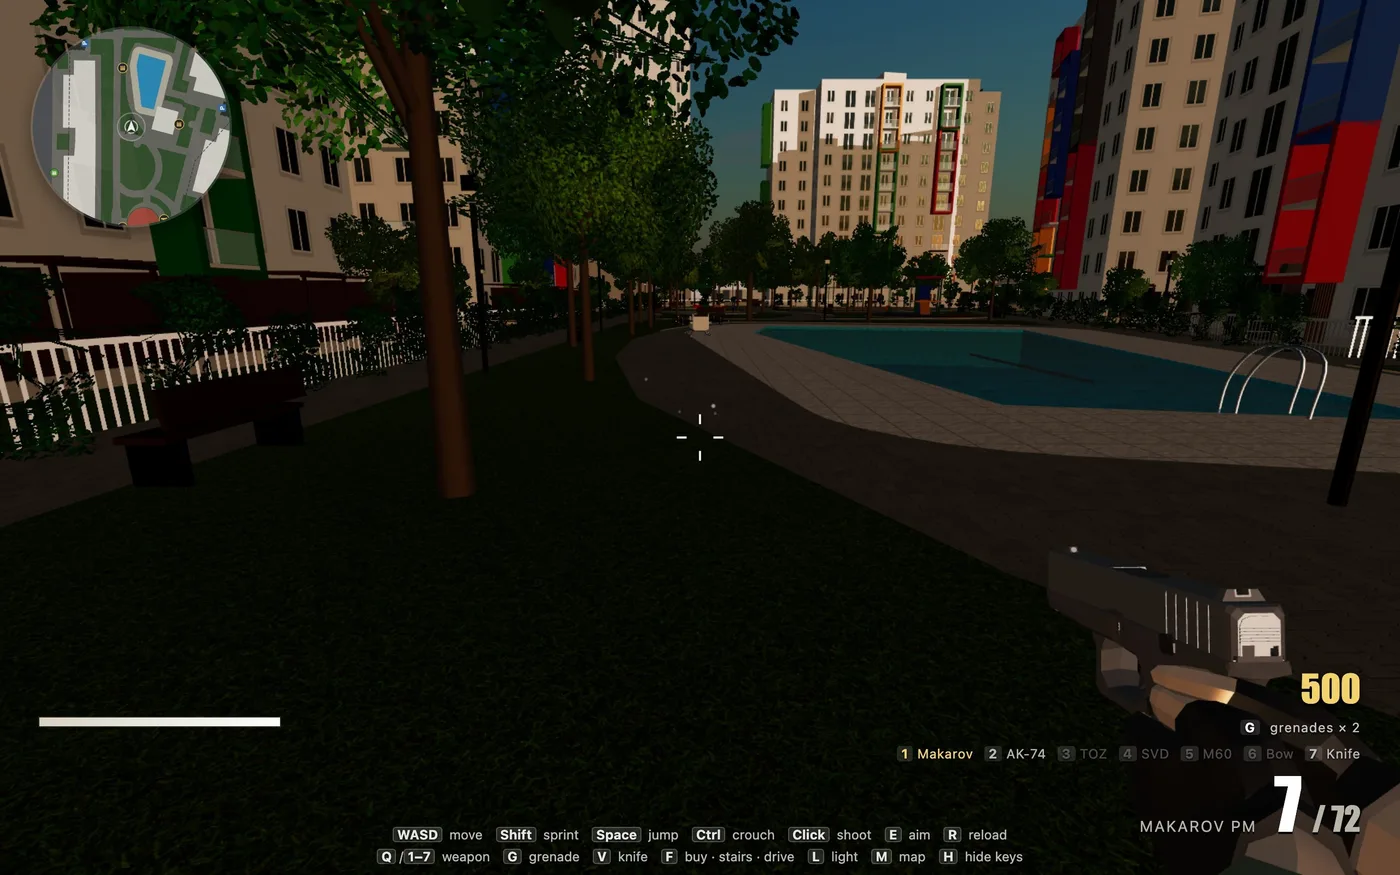 500
G grenades × 2
1 Makarov 2 AK-74 3 TOZ 4 SVD 5 M60 6 Bow 7 Knife
MAKAROV PM 7 / 72
WASD move Shift sprint Space jump Ctrl crouch Click shoot E aim R reload
Q / 1–7 weapon G grenade V knife F buy · stairs · drive L light M map H hide keys